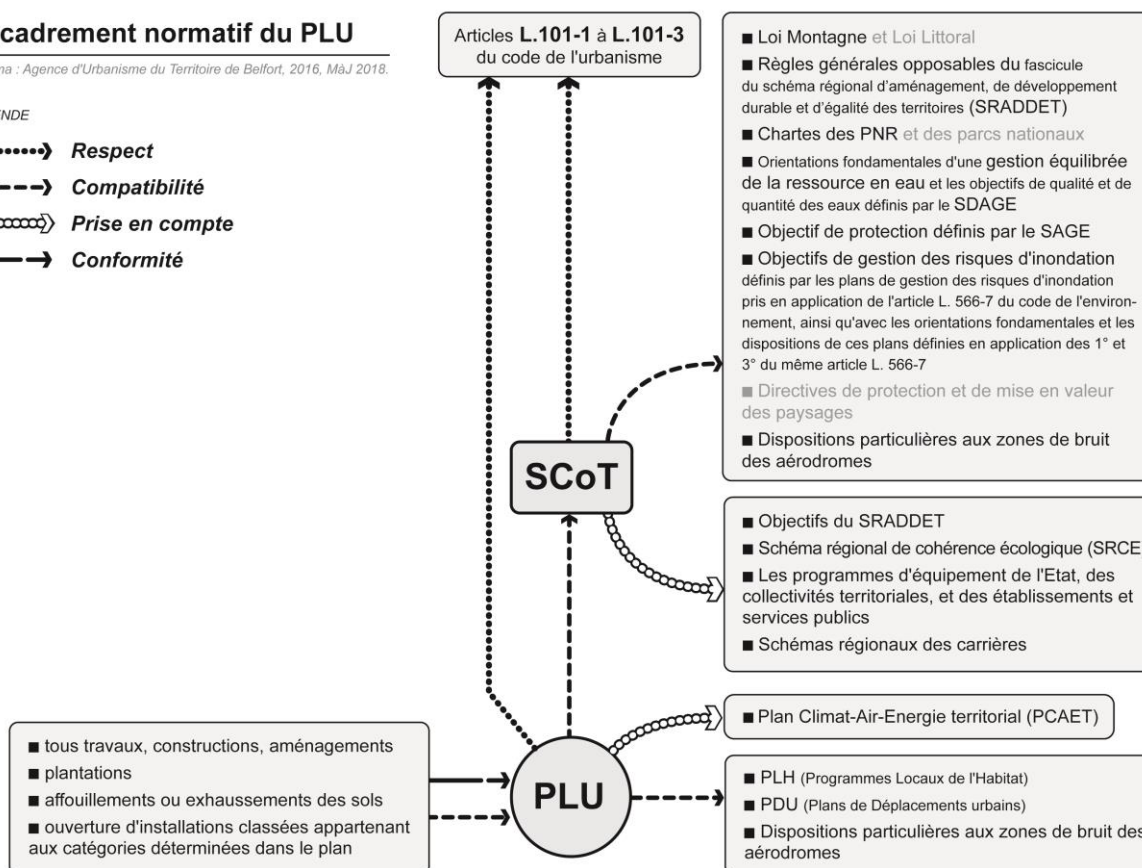 cadrement normatif du PLU
ma : Agence d'Urbanisme du Territoire de Belfort, 2016, MàJ 2018.
ENDE
Respect
Compatibilité
Prise en compte
Conformité
Articles L.101-1 à L.101-3
du code de l'urbanisme
■ Loi Montagne et Loi Littoral
■ Règles générales opposables du fascicule
du schéma régional d'aménagement, de développement
durable et d'égalité des territoires (SRADDET)
■ Chartes des PNR et des parcs nationaux
■ Orientations fondamentales d'une gestion équilibrée
de la ressource en eau et les objectifs de qualité et de
quantité des eaux définis par le SDAGE
■ Objectif de protection définis par le SAGE
■ Objectifs de gestion des risques d'inondation
définis par les plans de gestion des risques d'inondation
pris en application de l'article L. 566-7 du code de l'environ-
nement, ainsi qu'avec les orientations fondamentales et les
dispositions de ces plans définies en application des 1° et
3° du même article L. 566-7
■ Directives de protection et de mise en valeur
des paysages
■ Dispositions particulières aux zones de bruit
des aérodromes
SCoT
■ Objectifs du SRADDET
■ Schéma régional de cohérence écologique (SRCE)
■ Les programmes d'équipement de l'Etat, des
collectivités territoriales, et des établissements et
services publics
■ Schémas régionaux des carrières
■ Plan Climat-Air-Energie territorial (PCAET)
■ tous travaux, constructions, aménagements
■ plantations
■ affouillements ou exhaussements des sols
■ ouverture d'installations classées appartenant
aux catégories déterminées dans le plan
PLU
■ PLH (Programmes Locaux de l'Habitat)
■ PDU (Plans de Déplacements urbains)
■ Dispositions particulières aux zones de bruit des
aérodromes